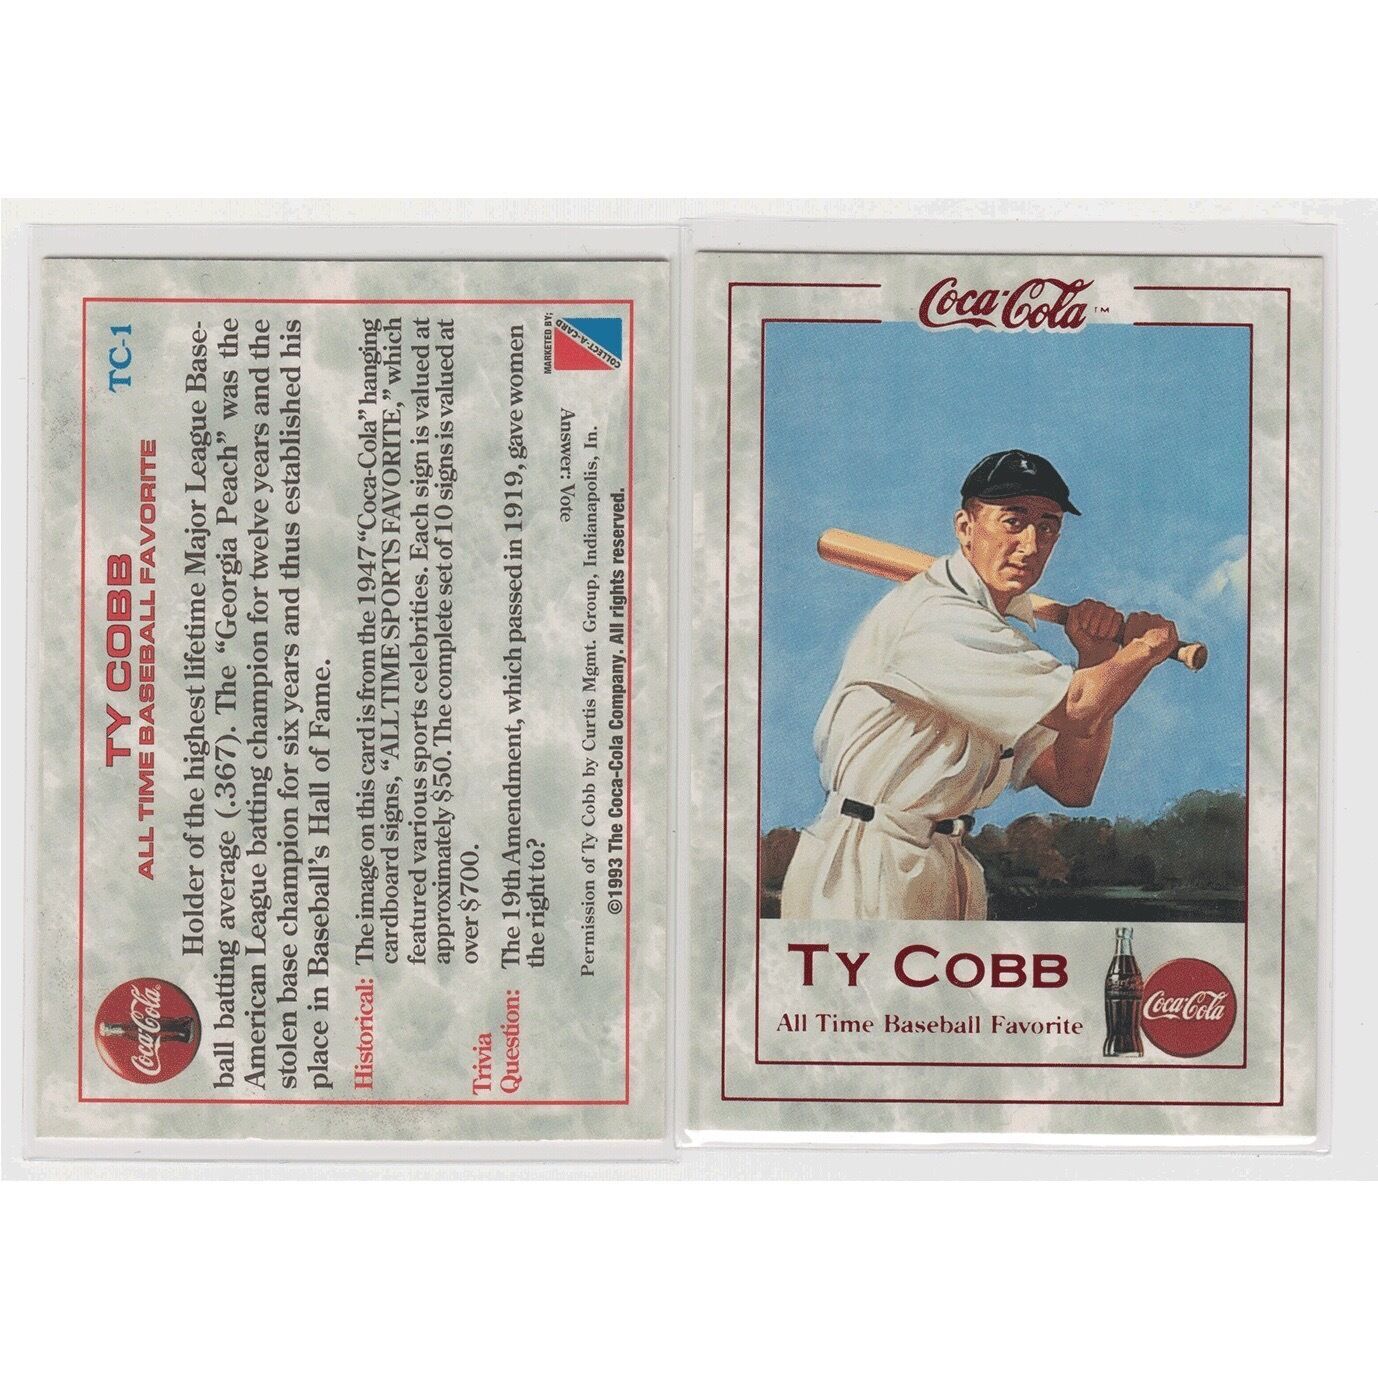 TC-1
TY COBB
ALL TIME BASEBALL FAVORITE
Coca-Cola
Holder of the highest lifetime Major League Base-
ball batting average (.367). The “Georgia Peach” was the
American League batting champion for twelve years and the
stolen base champion for six years and thus established his
place in Baseball's Hall of Fame.
Historical: The image on this card is from the 1947 “Coca-Cola” hanging
cardboard signs, “ALL TIME SPORTS FAVORITE,” which
featured various sports celebrities. Each sign is valued at
approximately $50. The complete set of 10 signs is valued at
over $700.
Trivia
Question: The 19th Amendment, which passed in 1919, gave women
the right to?
Answer: Vote
MARKETED BY:
COLLECT-A-CARD
Permission of Ty Cobb by Curtis Mgmt. Group, Indianapolis, In.
©1993 The Coca-Cola Company. All rights reserved.
Coca-Cola™
Ty Cobb
All Time Baseball Favorite
Coca-Cola